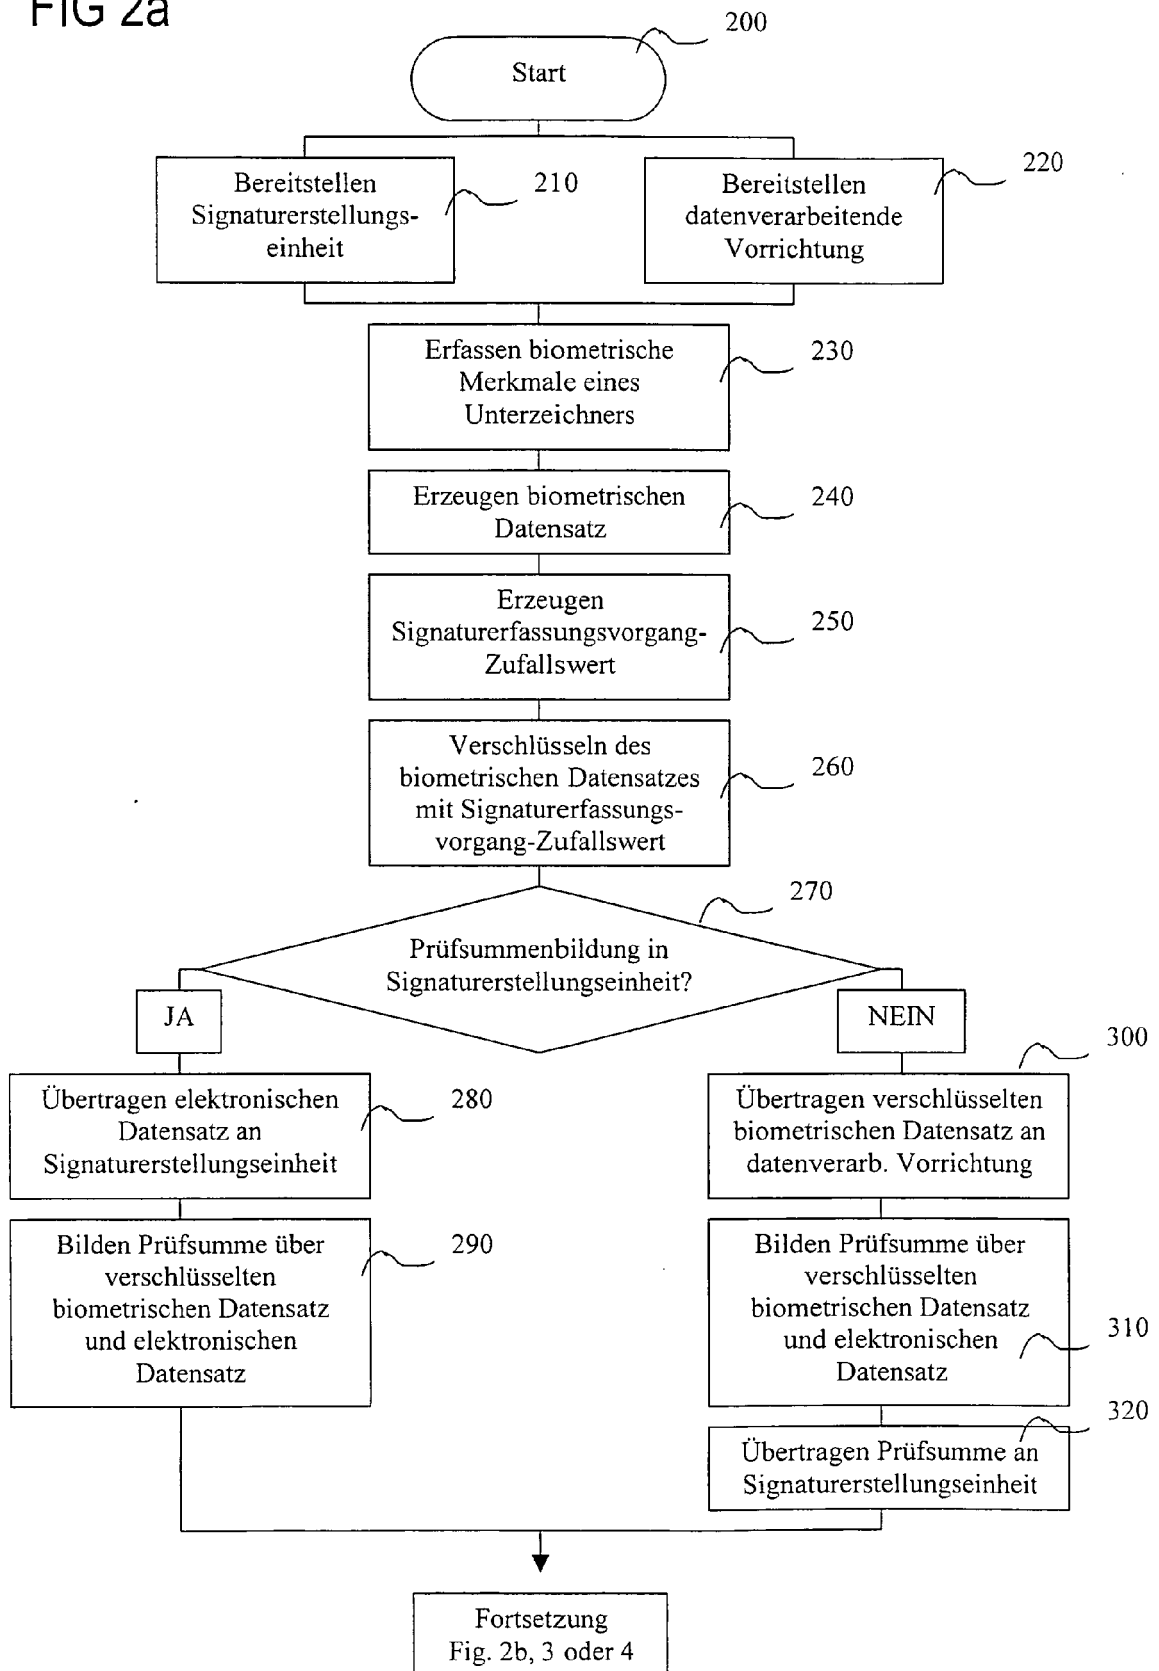 FIG 2a
200
Start
Bereitstellen
Signaturerstellungs-
einheit
210
Bereitstellen
datenverarbeitende
Vorrichtung
220
Erfassen biometrische
Merkmale eines
Unterzeichners
230
Erzeugen biometrischen
Datensatz
240
Erzeugen
Signaturerfassungsvorgang-
Zufallswert
250
Verschlüsseln des
biometrischen Datensatzes
mit Signaturerfassungs-
vorgang-Zufallswert
260
270
Prüfsummenbildung in
Signaturerstellungseinheit?
JA
NEIN
Übertragen elektronischen
Datensatz an
Signaturerstellungseinheit
280
Bilden Prüfsumme über
verschlüsselten
biometrischen Datensatz
und elektronischen
Datensatz
290
300
Übertragen verschlüsselten
biometrischen Datensatz an
datenverarb. Vorrichtung
Bilden Prüfsumme über
verschlüsselten
biometrischen Datensatz
und elektronischen
Datensatz
310
320
Übertragen Prüfsumme an
Signaturerstellungseinheit
Fortsetzung
Fig. 2b, 3 oder 4